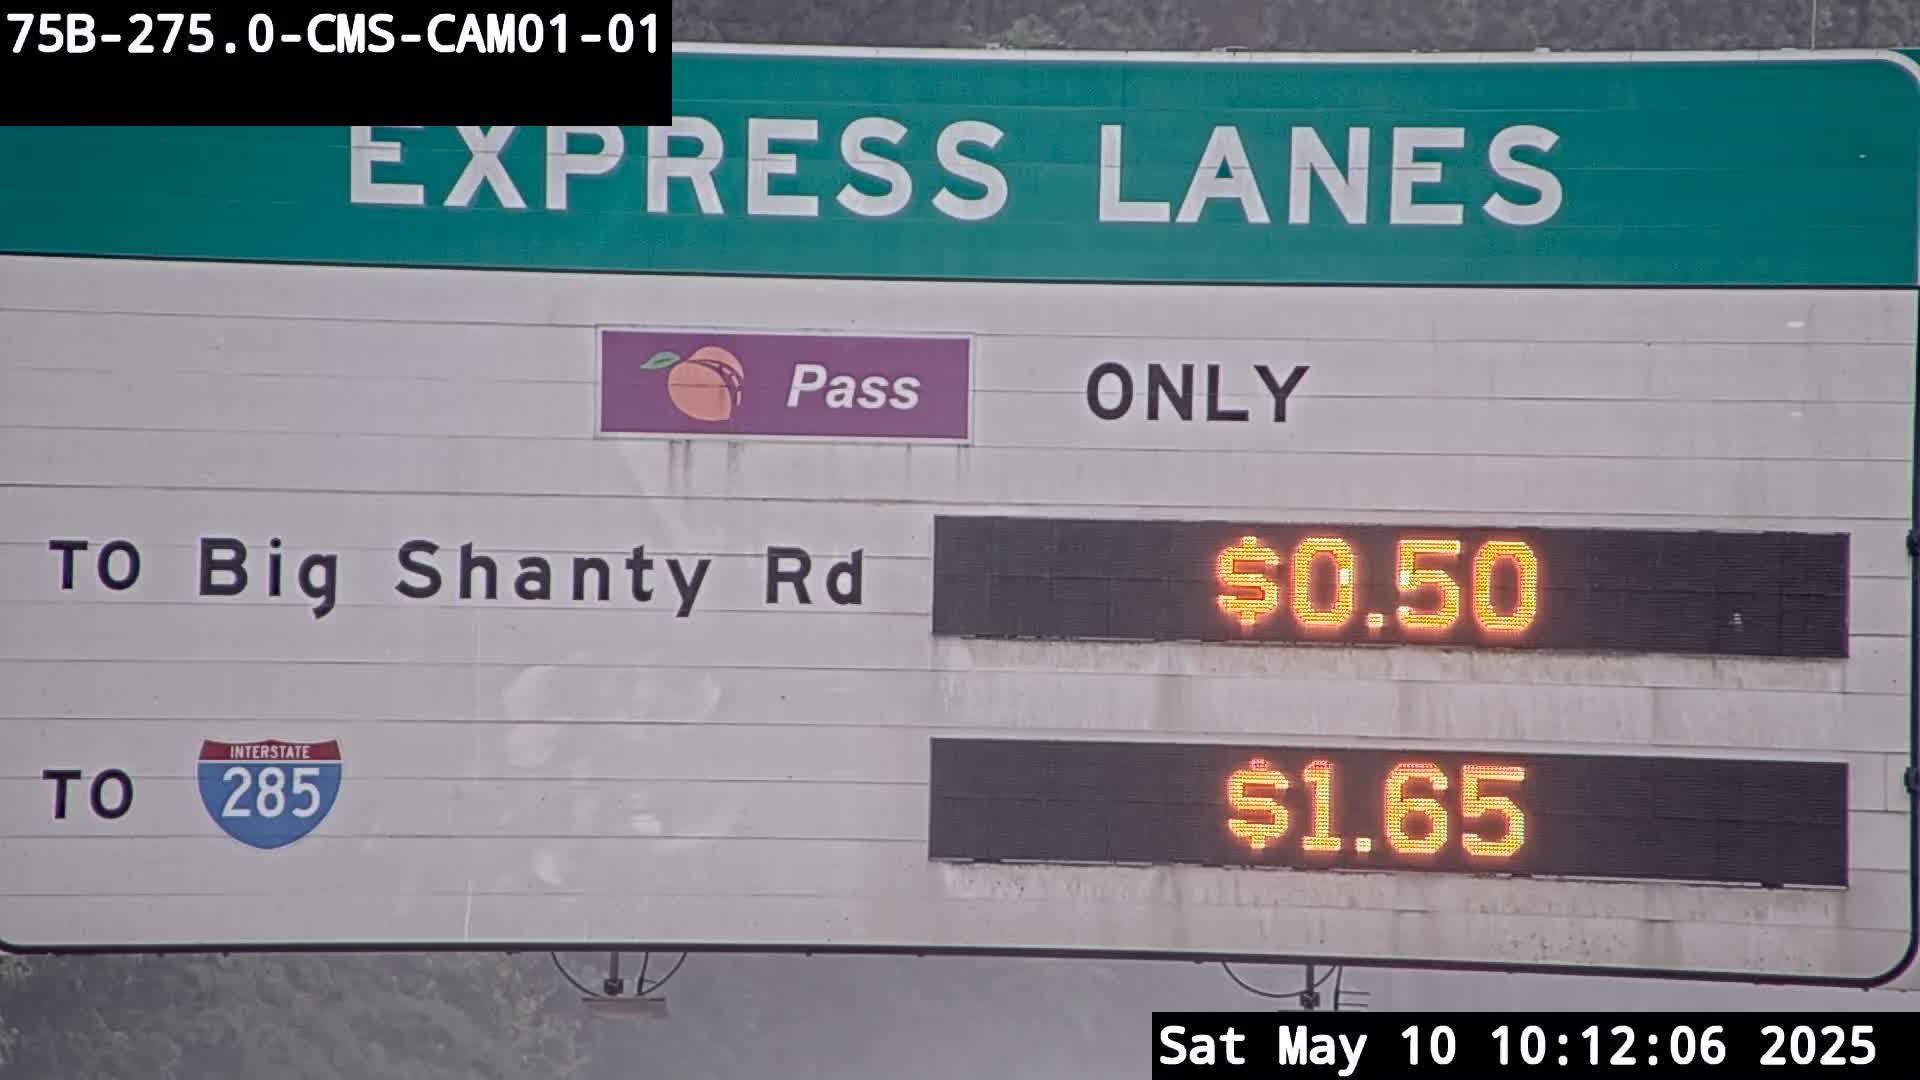 75B-275.0-CMS-CAM01-01
EXPRESS LANES
Pass ONLY
TO Big Shanty Rd $0.50
INTERSTATE
TO 285 $1.65
Sat May 10 10:12:06 2025